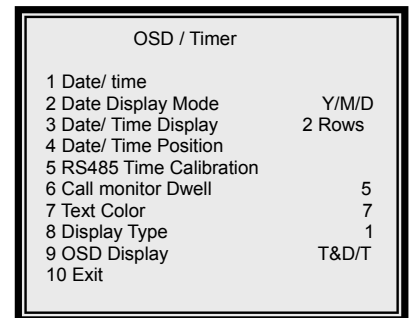 OSD / Timer
1 Date/ time
2 Date Display Mode Y/M/D
3 Date/ Time Display 2 Rows
4 Date/ Time Position
5 RS485 Time Calibration
6 Call monitor Dwell 5
7 Text Color 7
8 Display Type 1
9 OSD Display T&D/T
10 Exit